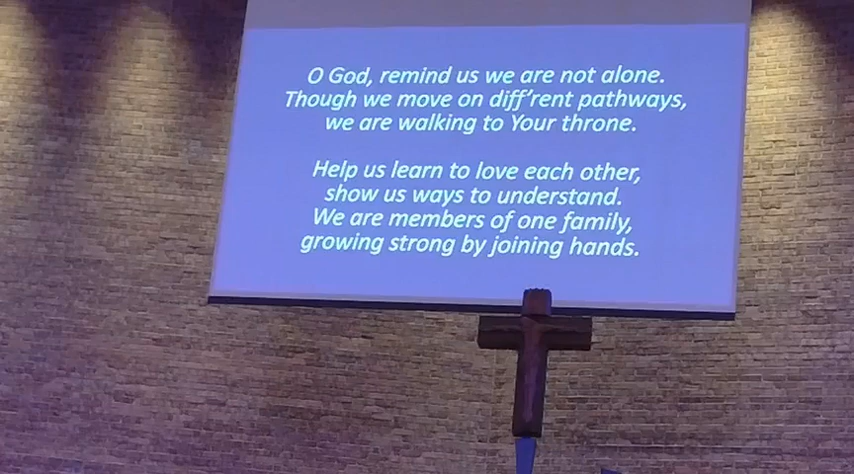 O God, remind us we are not alone.
Though we move on diff'rent pathways,
we are walking to Your throne.
Help us learn to love each other,
show us ways to understand.
We are members of one family,
growing strong by joining hands.